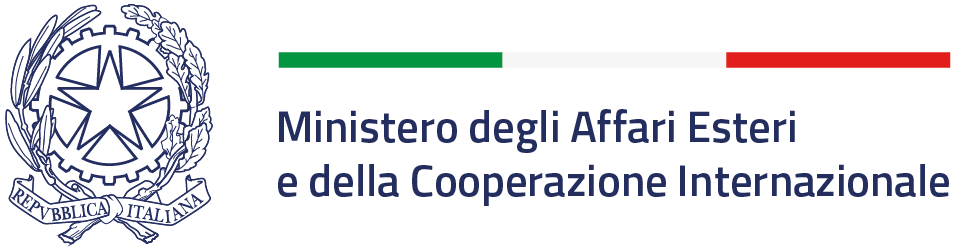 REPVBBLICA ITALIANA
Ministero degli Affari Esteri
e della Cooperazione Internazionale